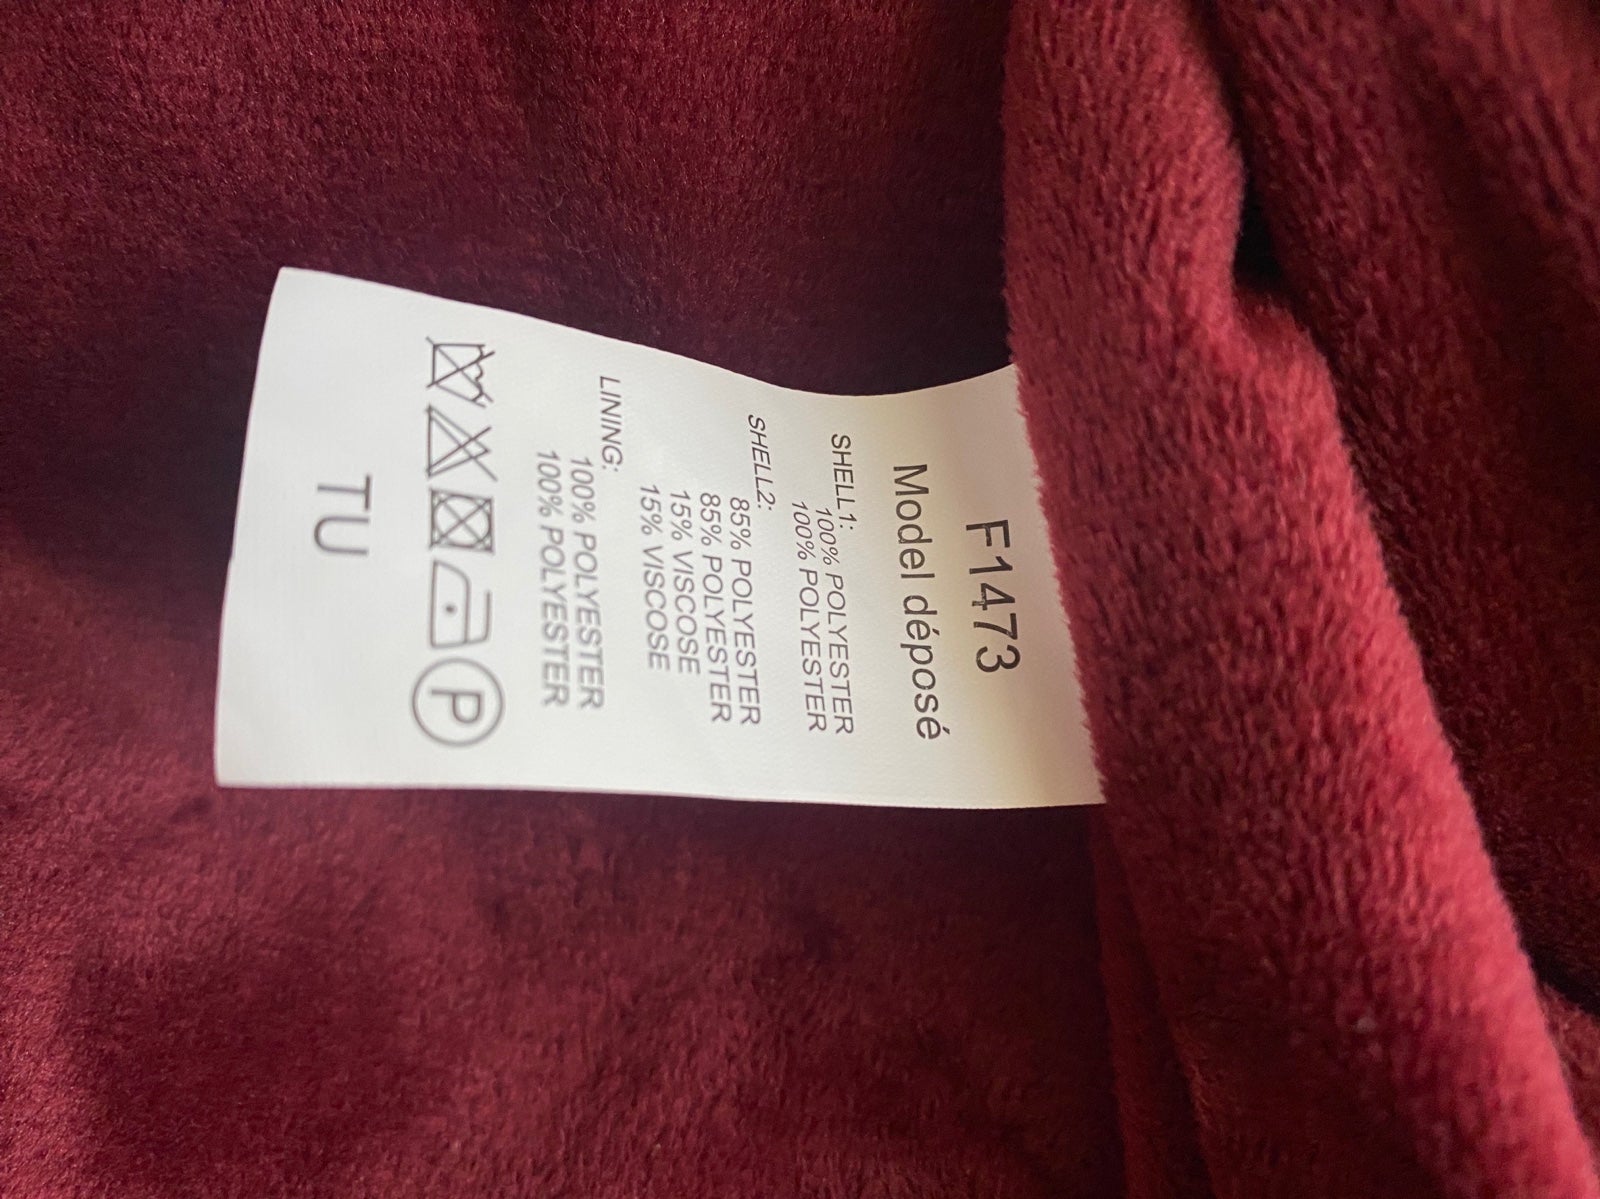 F1473
Model déposé
SHELL1:
100% POLYESTER
100% POLYESTER
SHELL2:
85% POLYESTER
15% VISCOSE
85% POLYESTER
15% VISCOSE
LINING:
100% POLYESTER
100% POLYESTER
P
TU